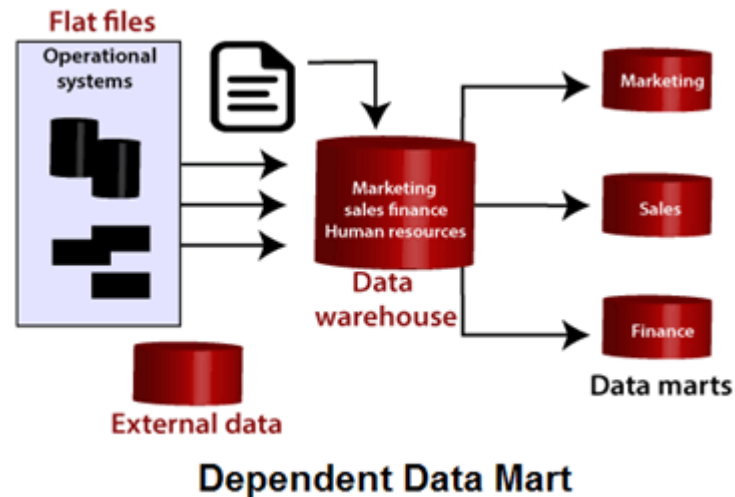 Flat files
Operational
systems
Marketing
sales finance
Human resources
Data
warehouse
Marketing
Sales
Finance
Data marts
External data
Dependent Data Mart